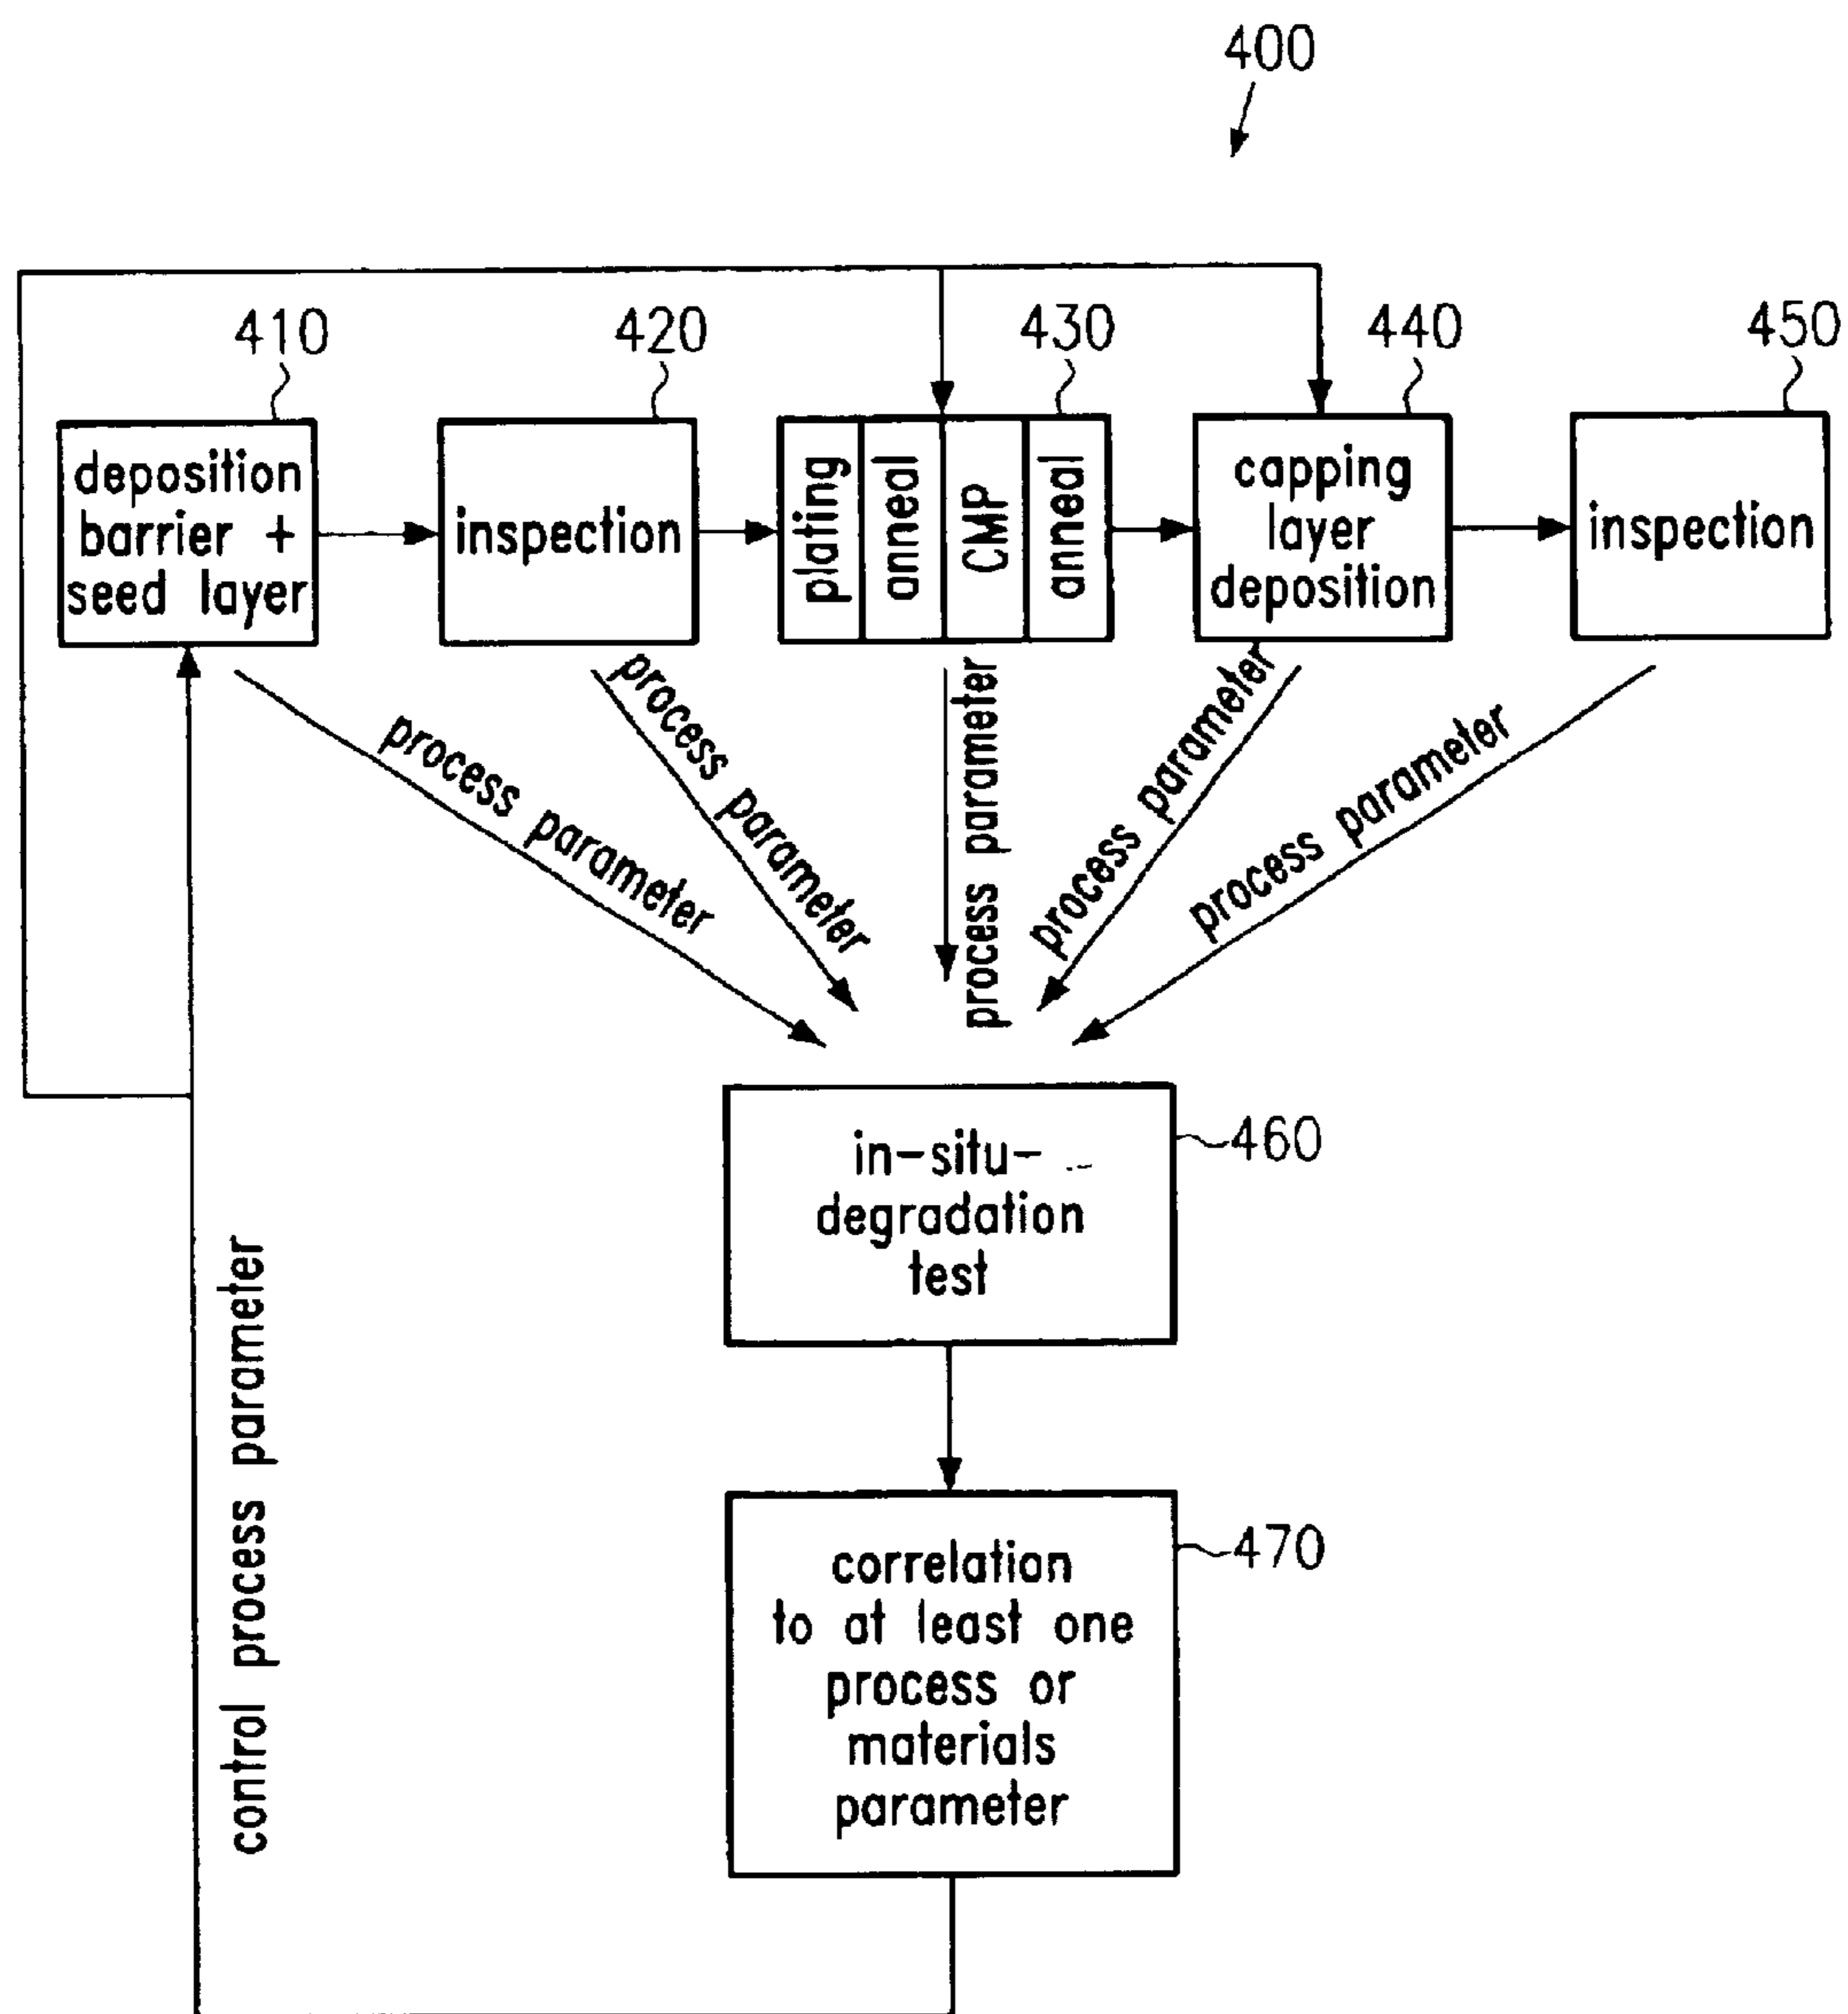 400
410
420
430
440
450
deposition
barrier +
seed layer
inspection
plating
anneal
CMP
anneal
capping
layer
deposition
inspection
process parameter
process parameter
process parameter
process parameter
process parameter
in-situ-
degradation
test
460
control process parameter
correlation
to at least one
process or
materials
parameter
470